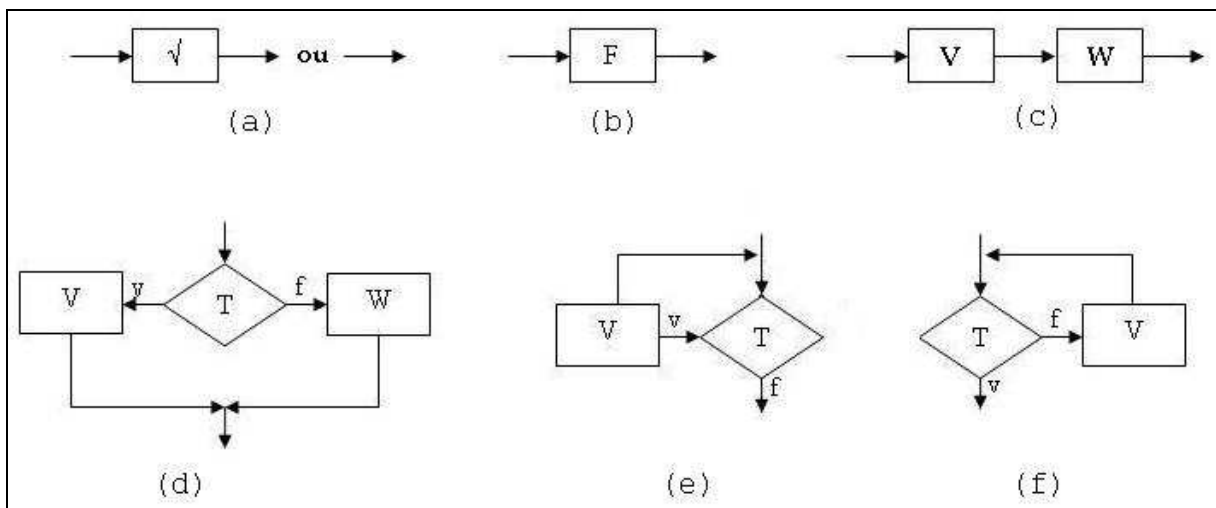 √ ou F V W
(a) (b) (c)
V v T f W
V v T f
T f V v
(d) (e) (f)